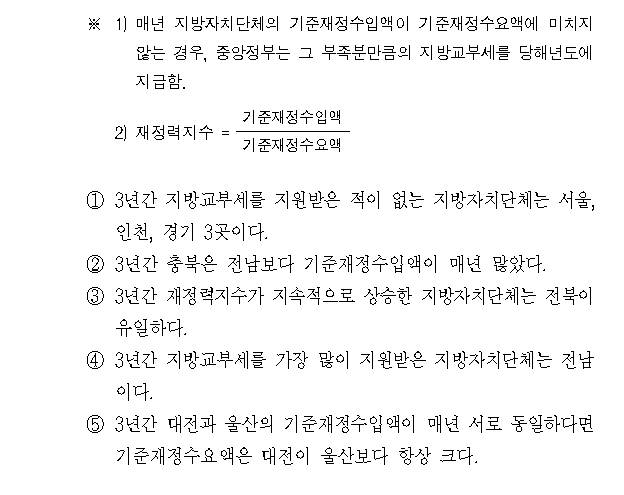 ※ 1) 매년 지방자치단체의 기준재정수입액이 기준재정수요액에 미치지
않는 경우, 중앙정부는 그 부족분만큼의 지방교부세를 당해년도에
지급함.
2) 재정력지수 = 기준재정수입액
기준재정수요액
① 3년간 지방교부세를 지원받은 적이 없는 지방자치단체는 서울,
인천, 경기 3곳이다.
② 3년간 충북은 전남보다 기준재정수입액이 매년 많았다.
③ 3년간 재정력지수가 지속적으로 상승한 지방자치단체는 전북이
유일하다.
④ 3년간 지방교부세를 가장 많이 지원받은 지방자치단체는 전남
이다.
⑤ 3년간 대전과 울산의 기준재정수입액이 매년 서로 동일하다면
기준재정수요액은 대전이 울산보다 항상 크다.